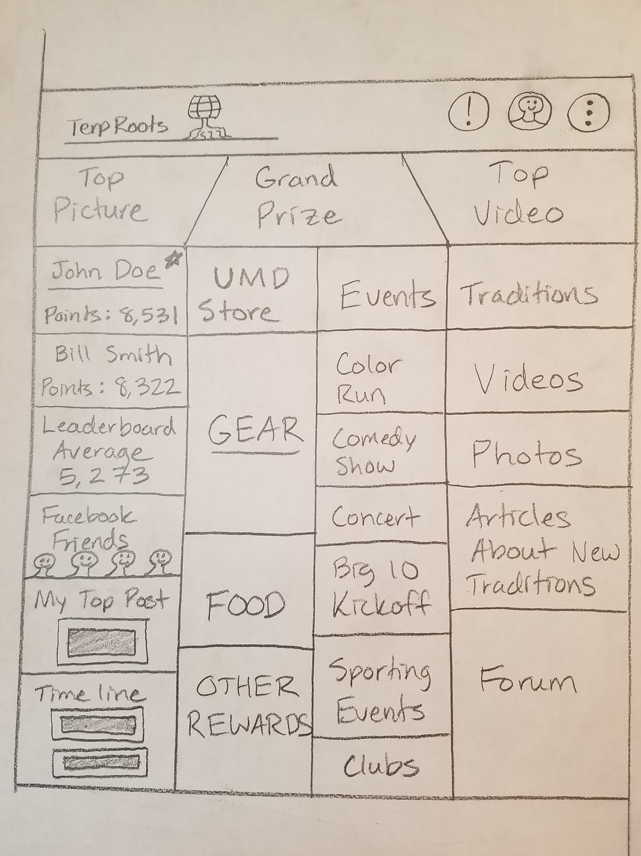 TerpRoots
!
Top
Picture
Grand
Prize
Top
Video
John Doe
Points: 8,531
Bill Smith
Points: 8,322
Leaderboard
Average
5,273
Facebook
Friends
My Top Post
Time line
UMD
Store
GEAR
FOOD
OTHER
REWARDS
Events
Color
Run
Comedy
Show
Concert
Big 10
Kickoff
Sporting
Events
Clubs
Traditions
Videos
Photos
Articles
About New
Traditions
Forum